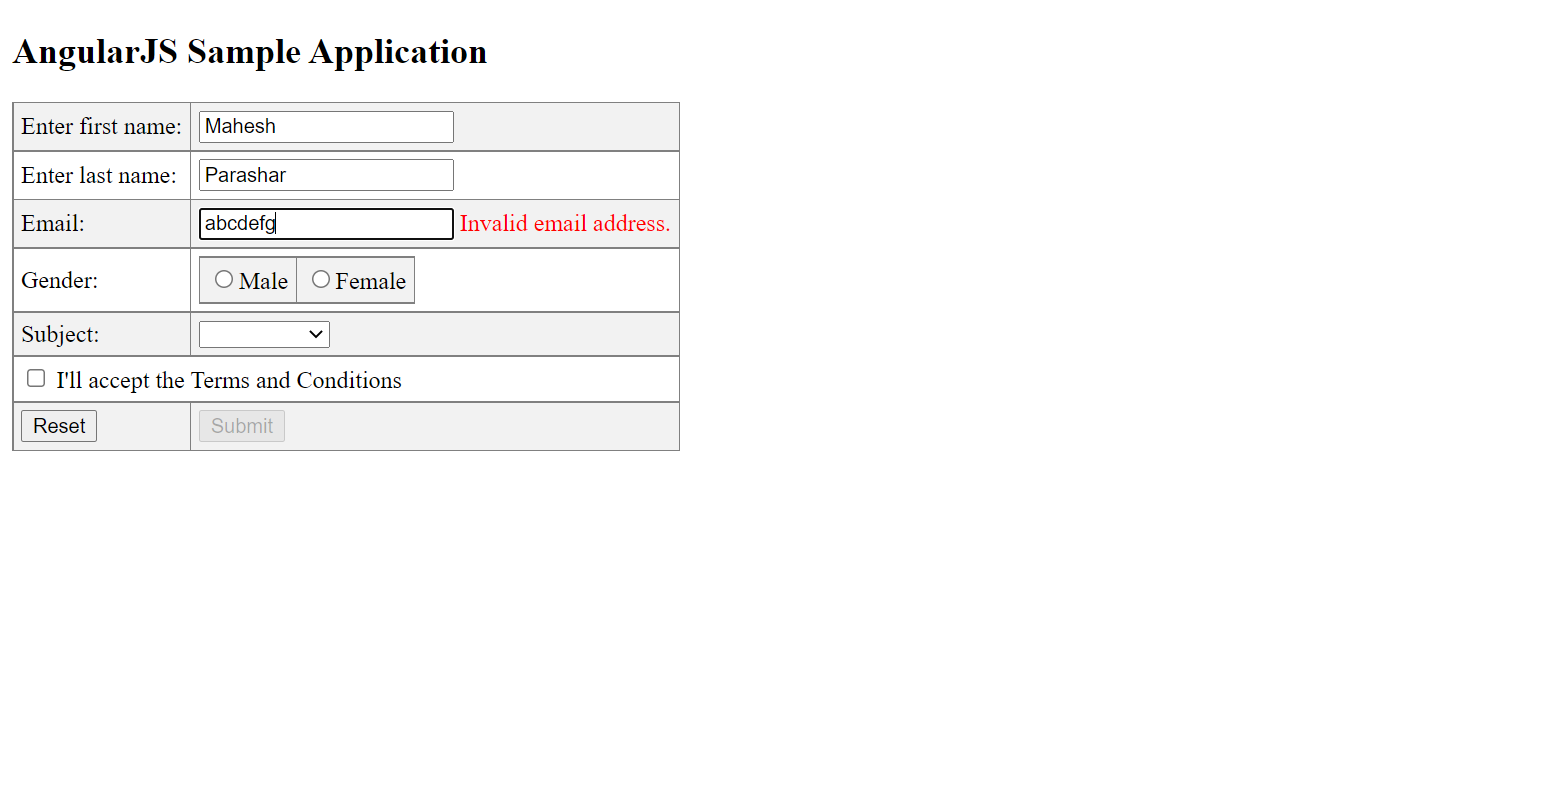 AngularJS Sample Application
Enter first name: Mahesh
Enter last name: Parashar
Email: abcdefg Invalid email address.
Gender: Male Female
Subject:
I'll accept the Terms and Conditions
Reset Submit